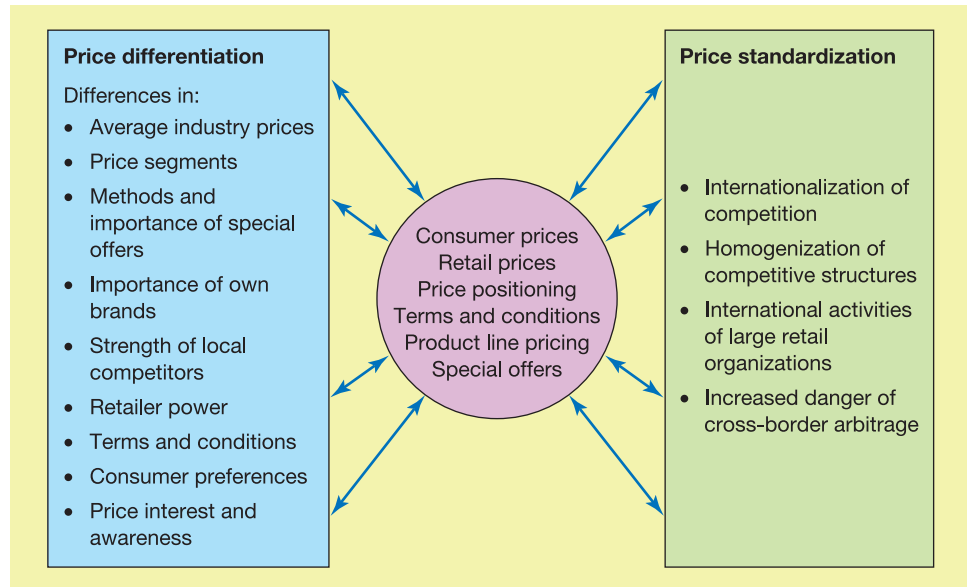 Price differentiation
Differences in:
• Average industry prices
• Price segments
• Methods and
importance of special
offers
• Importance of own
brands
• Strength of local
competitors
• Retailer power
• Terms and conditions
• Consumer preferences
• Price interest and
awareness
Consumer prices
Retail prices
Price positioning
Terms and conditions
Product line pricing
Special offers
Price standardization
• Internationalization of
competition
• Homogenization of
competitive structures
• International activities
of large retail
organizations
• Increased danger of
cross-border arbitrage